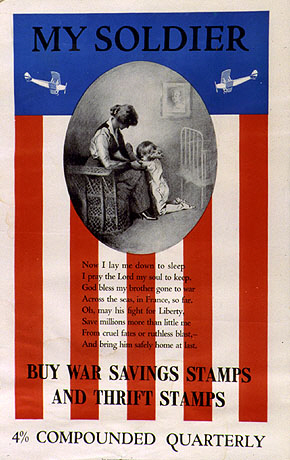 MY SOLDIER
Now I lay me down to sleep
I pray the Lord my soul to keep.
God bless my brother gone to war
Across the seas, in France, so far.
Oh, may his fight for Liberty,
Save millions more than little me
From cruel fates or ruthless blast,—
And bring him safely home at last.
BUY WAR SAVINGS STAMPS
AND THRIFT STAMPS
4% COMPOUNDED QUARTERLY